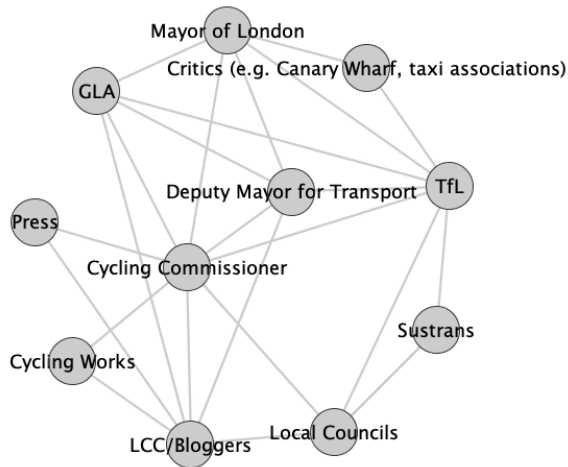 Mayor of London
Critics (e.g. Canary Wharf, taxi associations)
GLA
Deputy Mayor for Transport
TfL
Press
Cycling Commissioner
Sustrans
Cycling Works
Local Councils
LCC/Bloggers